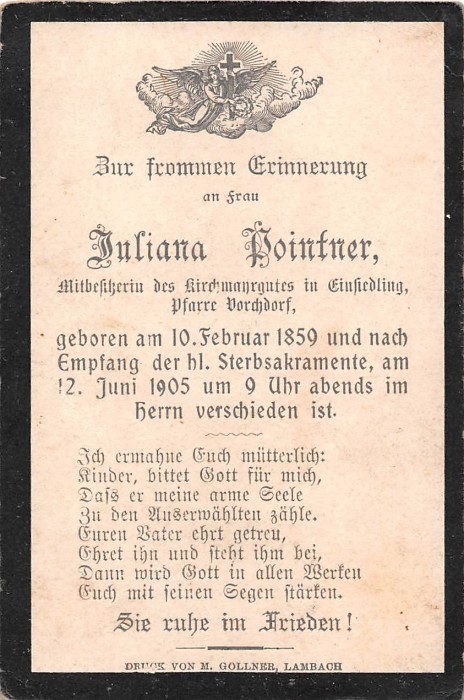 Zur frommen Erinnerung
an Frau
Juliana Pointner,
Mitbesitzerin des Kirchmayrgutes in Einsiedling,
Pfarre Vorchdorf,
geboren am 10. Februar 1859 und nach
Empfang der hl. Sterbsakramente, am
12. Juni 1905 um 9 Uhr abends im
Herrn verschieden ist.
Ich ermahne Euch mütterlich:
Kinder, bittet Gott für mich,
Dass er meine arme Seele
Zu den Auserwählten zähle.
Euren Vater ehrt getreu,
Ehret ihn und steht ihm bei,
Dann wird Gott in allen Werken
Euch mit seinen Segen stärken.
Sie ruhe im Frieden!
DRUCK VON M. GOLLNER, LAMBACH